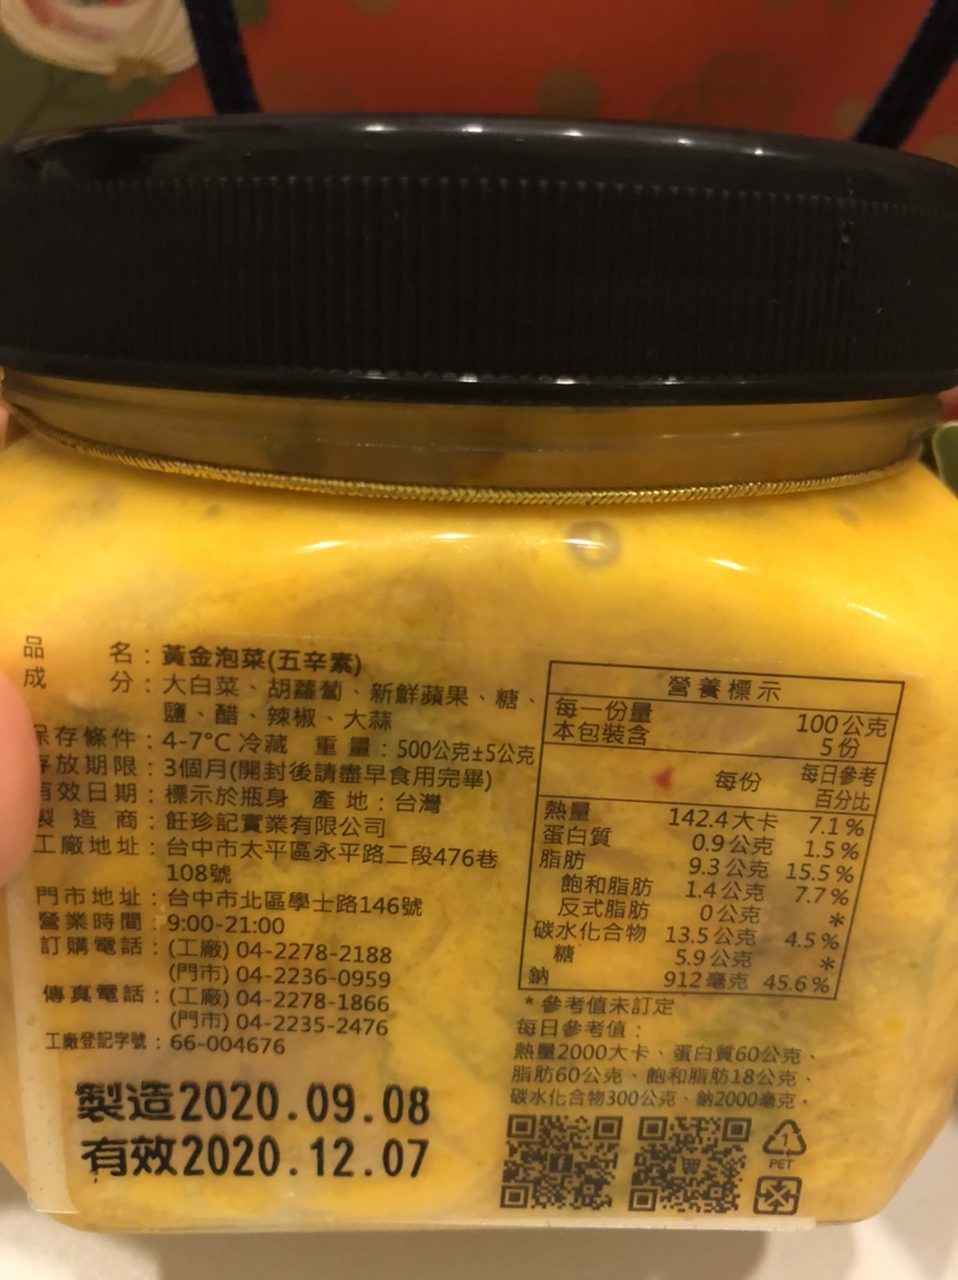 品 名：黃金泡菜(五辛素)
成 分：大白菜、胡蘿蔔、新鮮蘋果、糖、
鹽、醋、辣椒、大蒜
保存條件：4-7°C 冷藏 重量：500公克±5公克
存放期限：3個月(開封後請盡早食用完畢)
有效日期：標示於瓶身 產地：台灣
製造商：飪珍記實業有限公司
工廠地址：台中市太平區永平路二段476巷
108號
門市地址：台中市北區學士路146號
營業時間：9:00-21:00
訂購電話：(工廠) 04-2278-2188
(門市) 04-2236-0959
傳真電話：(工廠) 04-2278-1866
(門市) 04-2235-2476
工廠登記字號：66-004676
製造2020.09.08
有效2020.12.07
營養標示
每一份量 100公克
本包裝含 5份
每份 每日參考
百分比
熱量 142.4大卡 7.1%
蛋白質 0.9公克 1.5%
脂肪 9.3公克 15.5%
飽和脂肪 1.4公克 7.7%
反式脂肪 0公克 *
碳水化合物 13.5公克 4.5%
糖 5.9公克 *
鈉 912毫克 45.6%
*參考值未訂定
每日參考值：
熱量2000大卡、蛋白質60公克、
脂肪60公克、飽和脂肪18公克、
碳水化合物300公克、鈉2000毫克。
1
PET